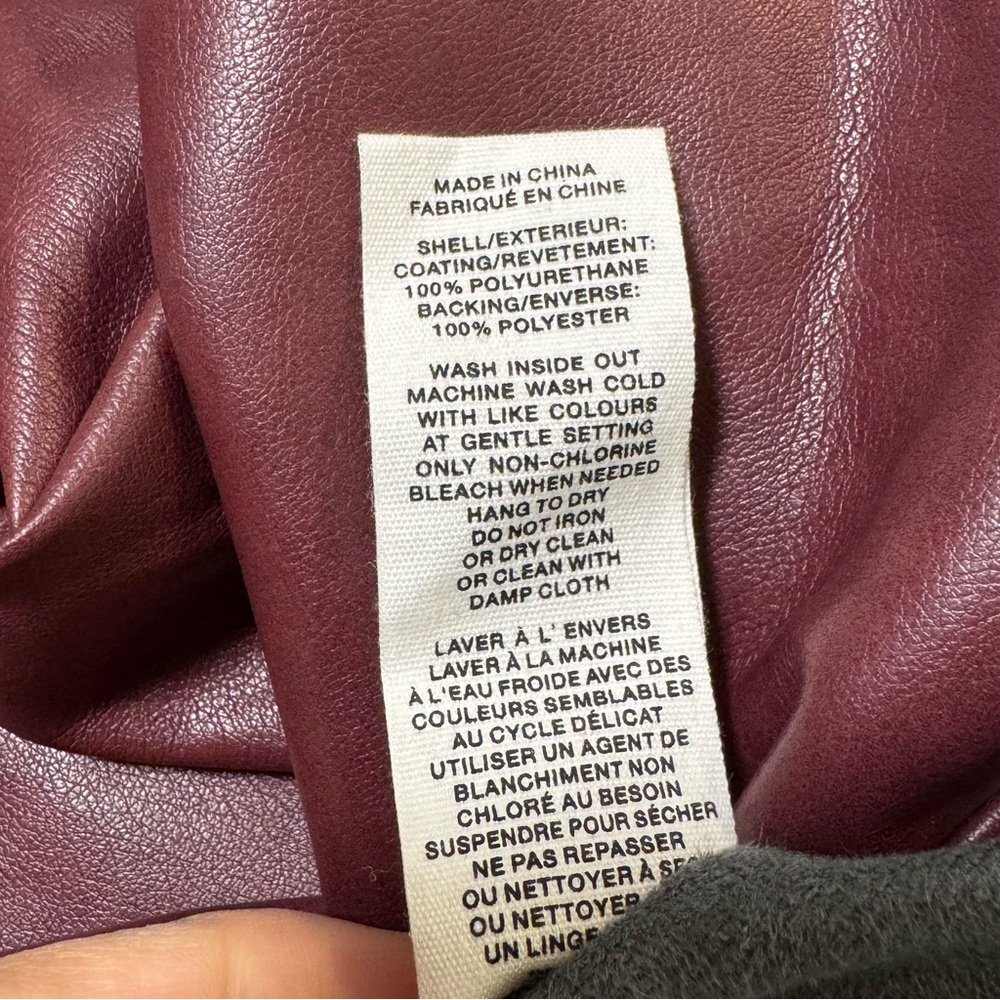 MADE IN CHINA
FABRIQUÉ EN CHINE
SHELL/EXTERIEUR:
COATING/REVETEMENT:
100% POLYURETHANE
BACKING/ENVERSE:
100% POLYESTER
WASH INSIDE OUT
MACHINE WASH COLD
WITH LIKE COLOURS
AT GENTLE SETTING
ONLY NON-CHLORINE
BLEACH WHEN NEEDED
HANG TO DRY
DO NOT IRON
OR DRY CLEAN
OR CLEAN WITH
DAMP CLOTH
LAVER À L' ENVERS
LAVER À LA MACHINE
À L'EAU FROIDE AVEC DES
COULEURS SEMBLABLES
AU CYCLE DÉLICAT
UTILISER UN AGENT DE
BLANCHIMENT NON
CHLORÉ AU BESOIN
SUSPENDRE POUR SÉCHER
NE PAS REPASSER
OU NETTOYER À
OU NETTOYER
UN